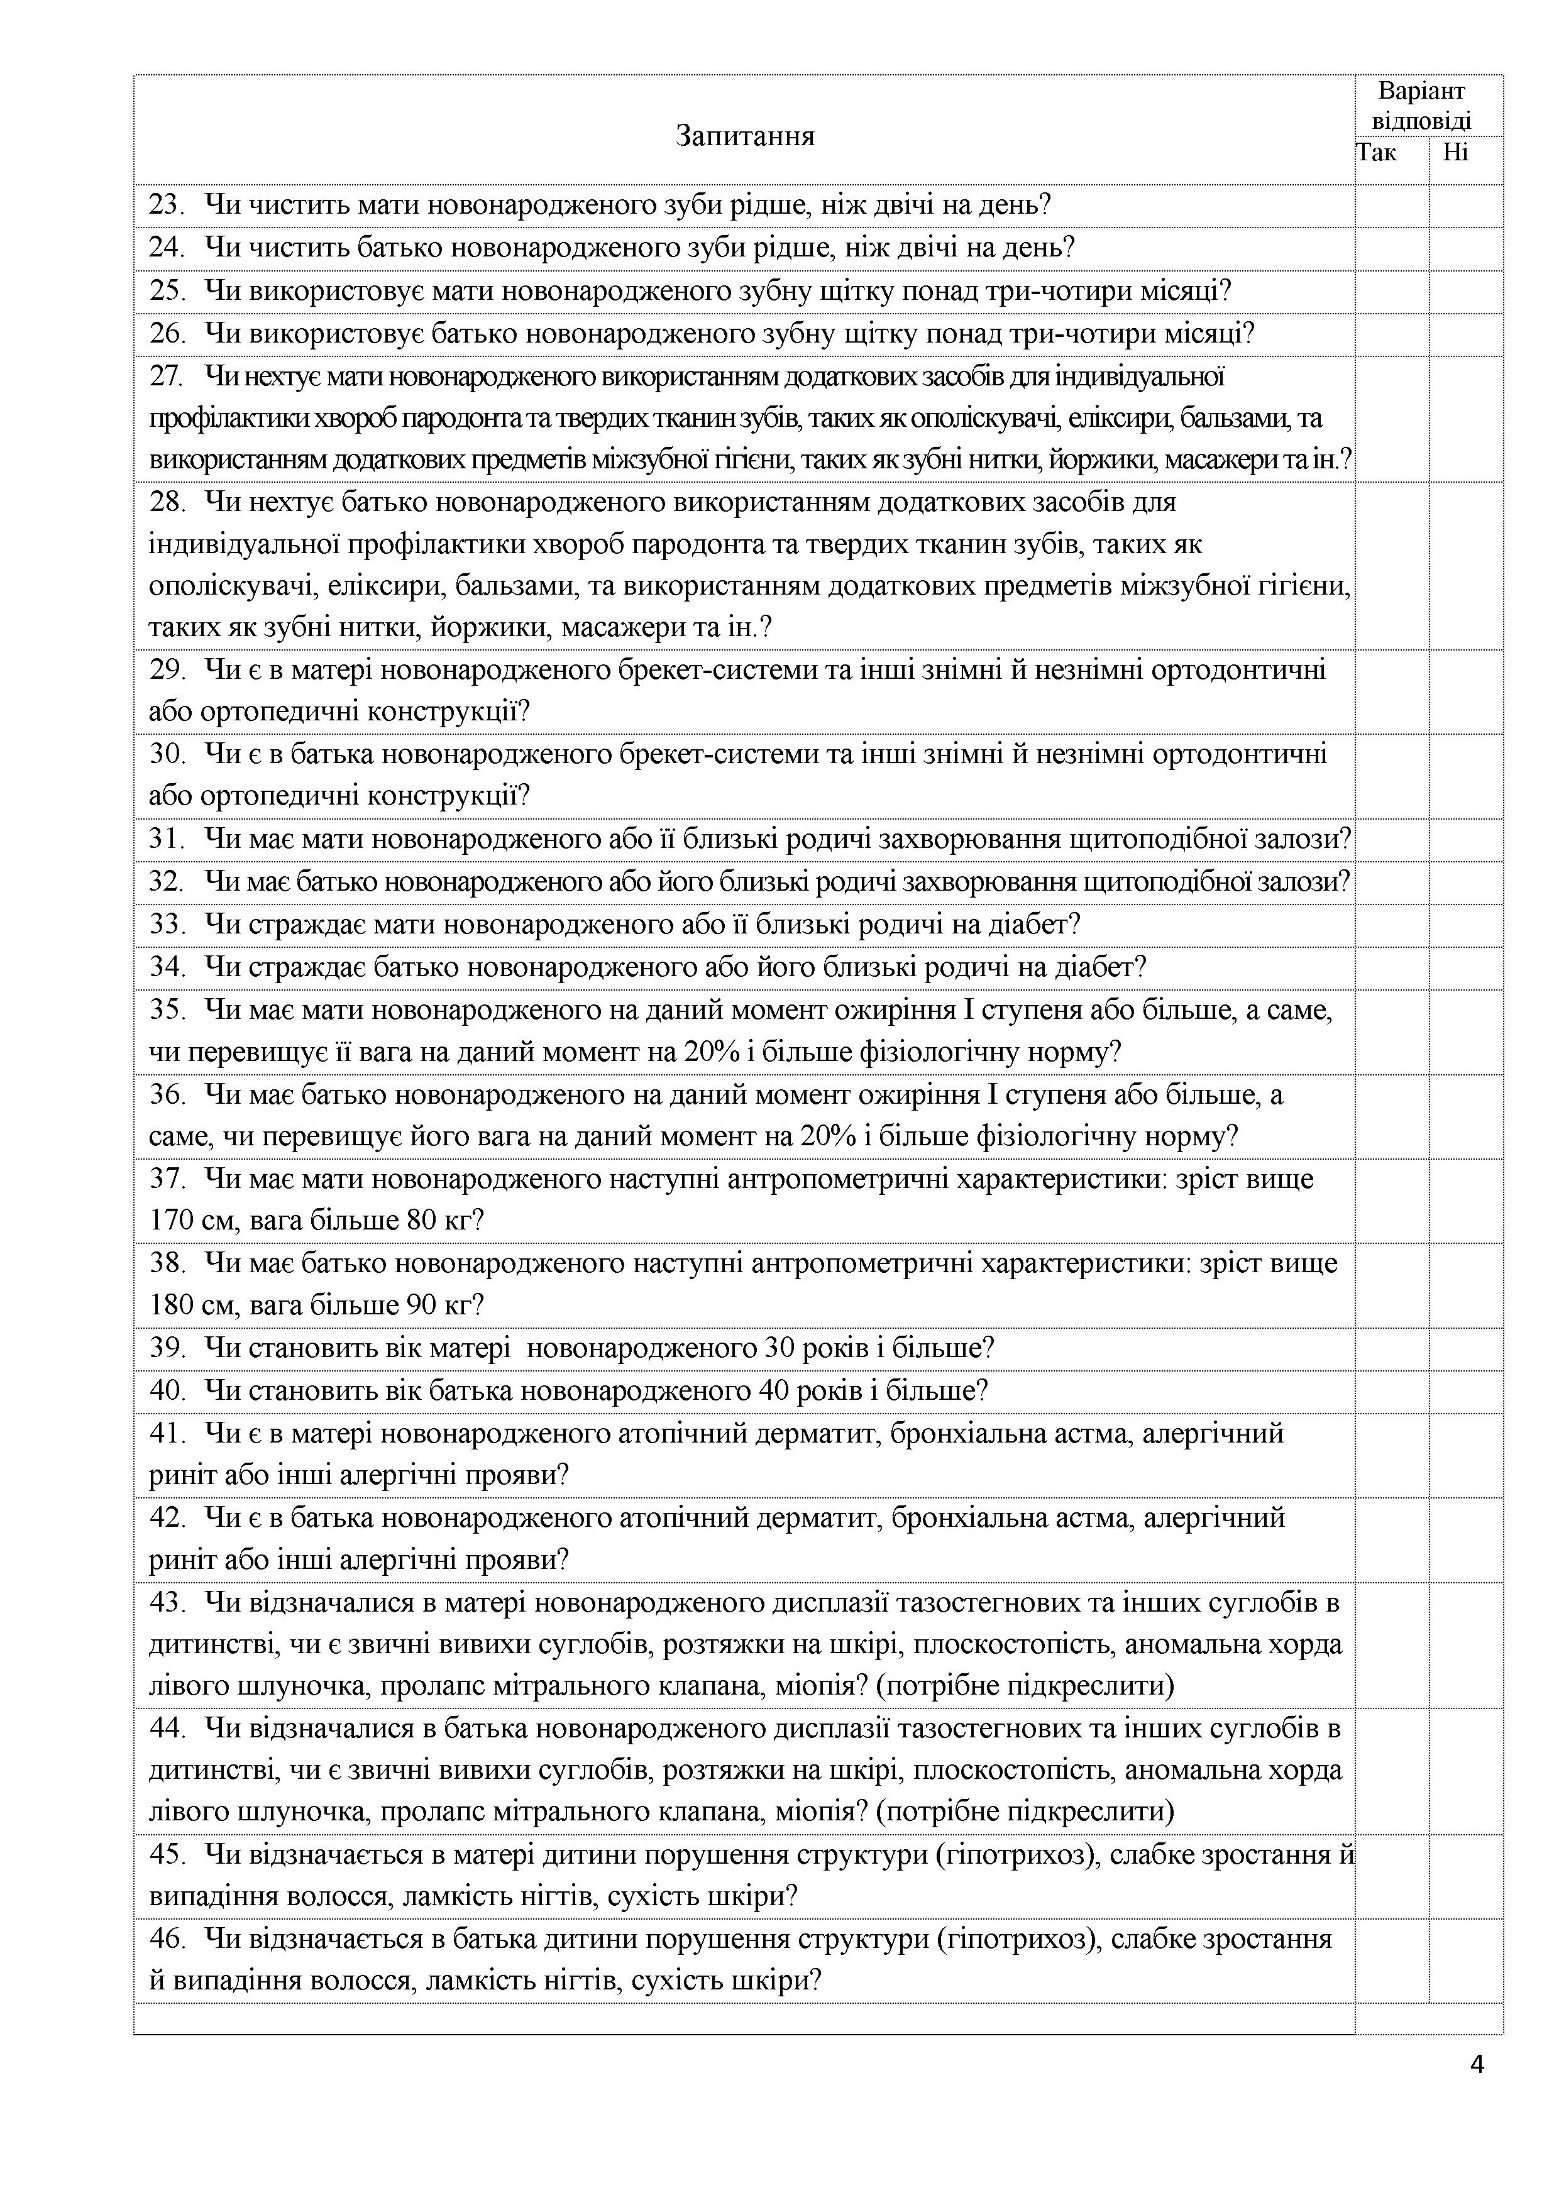 Запитання
Варіант
відповіді
Так
Ні
23. Чи чистить мати новонародженого зуби рідше, ніж двічі на день?
24. Чи чистить батько новонародженого зуби рідше, ніж двічі на день?
25. Чи використовує мати новонародженого зубну щітку понад три-чотири місяці?
26. Чи використовує батько новонародженого зубну щітку понад три-чотири місяці?
27. Чи нехтує мати новонародженого використанням додаткових засобів для індивідуальної
профілактики хвороб пародонта та твердих тканин зубів, таких як ополіскувачі, еліксири, бальзами, та
використанням додаткових предметів міжзубної гігієни, таких як зубні нитки, йоржики, масажери та ін.?
28. Чи нехтує батько новонародженого використанням додаткових засобів для
індивідуальної профілактики хвороб пародонта та твердих тканин зубів, таких як
ополіскувачі, еліксири, бальзами, та використанням додаткових предметів міжзубної гігієни,
таких як зубні нитки, йоржики, масажери та ін.?
29. Чи є в матері новонародженого брекет-системи та інші знімні й незнімні ортодонтичні
або ортопедичні конструкції?
30. Чи є в батька новонародженого брекет-системи та інші знімні й незнімні ортодонтичні
або ортопедичні конструкції?
31. Чи має мати новонародженого або її близькі родичі захворювання щитоподібної залози?
32. Чи має батько новонародженого або його близькі родичі захворювання щитоподібної залози?
33. Чи страждає мати новонародженого або її близькі родичі на діабет?
34. Чи страждає батько новонародженого або його близькі родичі на діабет?
35. Чи має мати новонародженого на даний момент ожиріння І ступеня або більше, а саме,
чи перевищує її вага на даний момент на 20% і більше фізіологічну норму?
36. Чи має батько новонародженого на даний момент ожиріння І ступеня або більше, а
саме, чи перевищує його вага на даний момент на 20% і більше фізіологічну норму?
37. Чи має мати новонародженого наступні антропометричні характеристики: зріст вище
170 см, вага більше 80 кг?
38. Чи має батько новонародженого наступні антропометричні характеристики: зріст вище
180 см, вага більше 90 кг?
39. Чи становить вік матері новонародженого 30 років і більше?
40. Чи становить вік батька новонародженого 40 років і більше?
41. Чи є в матері новонародженого атопічний дерматит, бронхіальна астма, алергічний
риніт або інші алергічні прояви?
42. Чи є в батька новонародженого атопічний дерматит, бронхіальна астма, алергічний
риніт або інші алергічні прояви?
43. Чи відзначалися в матері новонародженого дисплазії тазостегнових та інших суглобів в
дитинстві, чи є звичні вивихи суглобів, розтяжки на шкірі, плоскостопість, аномальна хорда
лівого шлуночка, пролапс мітрального клапана, міопія? (потрібне підкреслити)
44. Чи відзначалися в батька новонародженого дисплазії тазостегнових та інших суглобів в
дитинстві, чи є звичні вивихи суглобів, розтяжки на шкірі, плоскостопість, аномальна хорда
лівого шлуночка, пролапс мітрального клапана, міопія? (потрібне підкреслити)
45. Чи відзначається в матері дитини порушення структури (гіпотрихоз), слабке зростання й
випадіння волосся, ламкість нігтів, сухість шкіри?
46. Чи відзначається в батька дитини порушення структури (гіпотрихоз), слабке зростання
й випадіння волосся, ламкість нігтів, сухість шкіри?
4